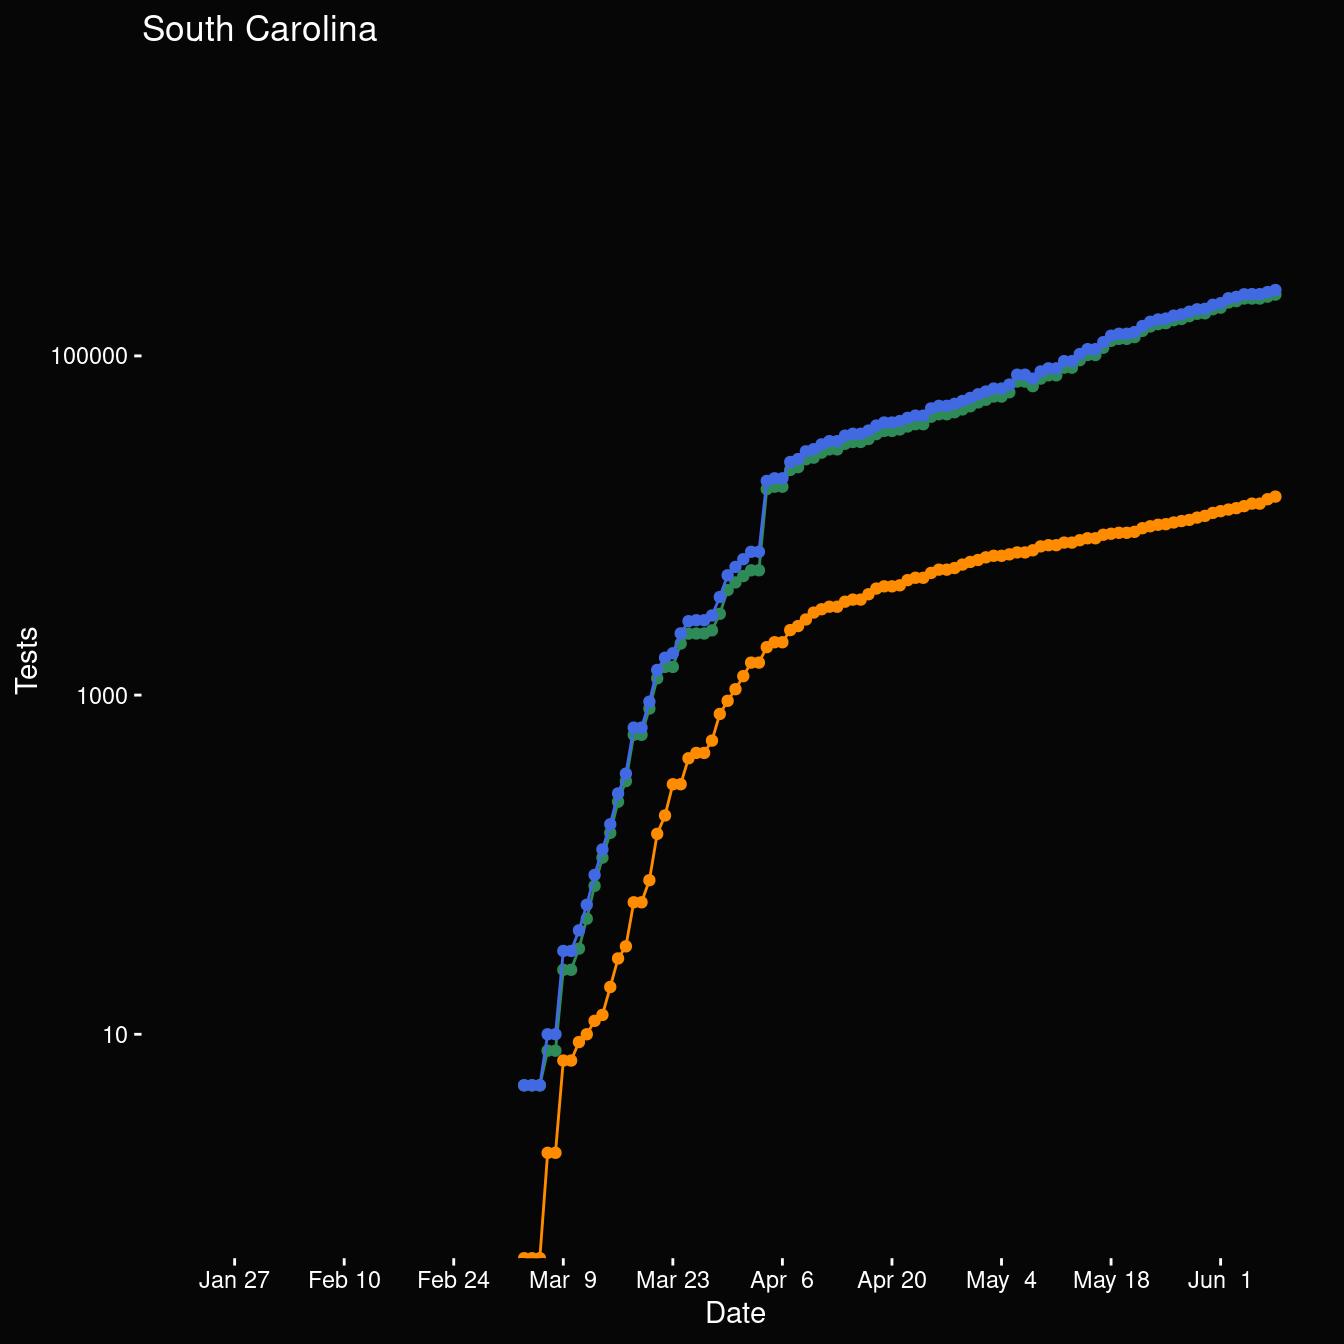 South Carolina
Tests
100000
1000
10
Jan 27
Feb 10
Feb 24
Mar  9
Mar 23
Apr  6
Apr 20
May  4
May 18
Jun  1
Date